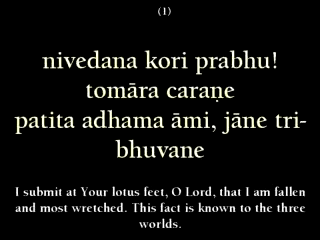 (1)
nivedana kori prabhu!
tomāra caraṇe
patita adhama āmi, jāne tri-
bhuvane
I submit at Your lotus feet, O Lord, that I am fallen
and most wretched. This fact is known to the three
worlds.